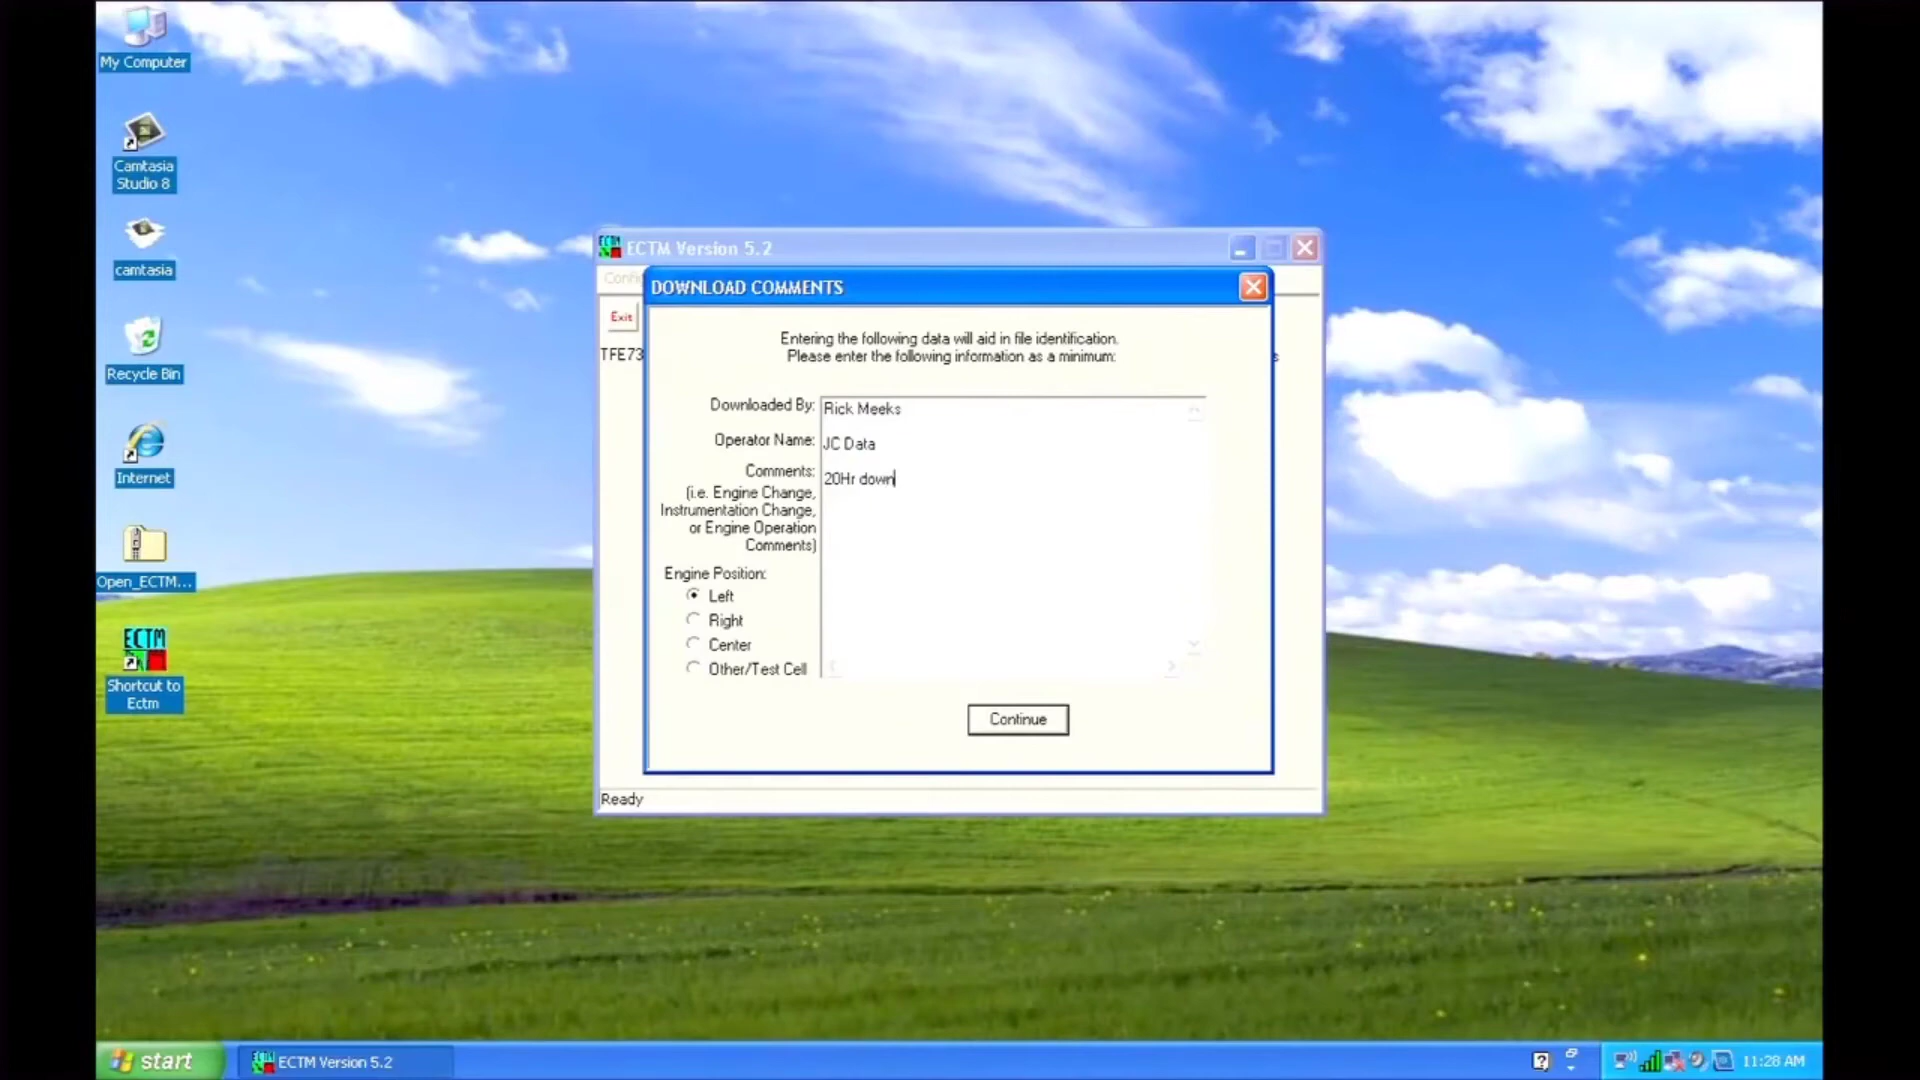 My Computer
Camtasia
Studio 8
camtasia
Recycle Bin
Internet
Open_ECTM...
ECTM
Shortcut to
Ectm
ECTM Version 5.2
Exit
TFE73
DOWNLOAD COMMENTS
Entering the following data will aid in file identification.
Please enter the following information as a minimum:
Downloaded By: Rick Meeks
Operator Name: JC Data
Comments: 20Hr down
(i.e. Engine Change,
Instrumentation Change,
or Engine Operation
Comments)
Engine Position:
Left
Right
Center
Other/Test Cell
Continue
Ready
start
ECTM Version 5.2
11:28 AM